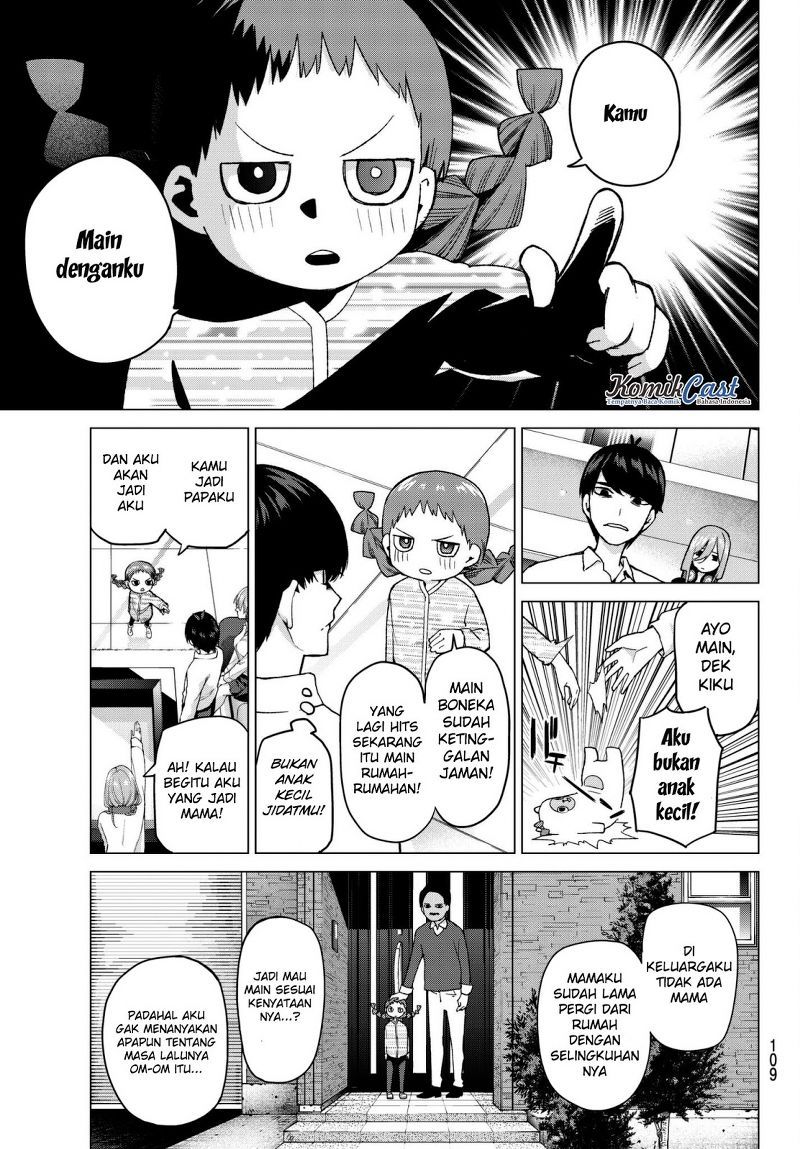 Kamu
Main
denganku
KomikCast
Tempatnya Baca Komik Bahasa Indonesia
AYO
MAIN,
DEK
KIKU
Aku
bukan
anak
kecil!
MAIN
BONEKA
SUDAH
KETING-
GALAN
JAMAN!
YANG
LAGI HITS
SEKARANG
ITU MAIN
RUMAH-
RUMAHAN!
BUKAN
ANAK
KECIL
JIDATMU!
KAMU
JADI
PAPAKU
DAN AKU
AKAN
JADI
AKU
AH! KALAU
BEGITU AKU
YANG JADI
MAMA!
DI
KELUARGAKU
TIDAK ADA
MAMA
MAMAKU
SUDAH LAMA
PERGI DARI
RUMAH
DENGAN
SELINGKUHAN
NYA
JADI MAU
MAIN SESUAI
KENYATAAN
NYA...?
PADAHAL AKU
GAK MENANYAKAN
APAPUN TENTANG
MASA LALUNYA
OM-OM ITU...
109